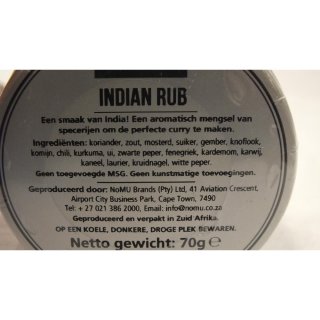 INDIAN RUB
Een smaak van India! Een aromatisch mengsel van
specerijen om de perfecte curry te maken.
Ingrediënten: koriander, zout, mosterd, suiker, gember, knoflook,
komijn, chili, kurkuma, ui, zwarte peper, fenegriek, kardemom, karwij,
kaneel, laurier, kruidnagel, witte peper.
Geen toegevoegde MSG. Geen kunstmatige toevoegingen.
Geproduceerd door: NoMU Brands (Pty) Ltd, 41 Aviation Crescent,
Airport City Business Park, Cape Town, 7490
Tel: + 27 021 386 2000, Email: info@nomu.co.za
Geproduceerd en verpakt in Zuid Afrika.
OP EEN KOELE, DONKERE, DROGE PLEK BEWAREN.
Netto gewicht: 70g ℮